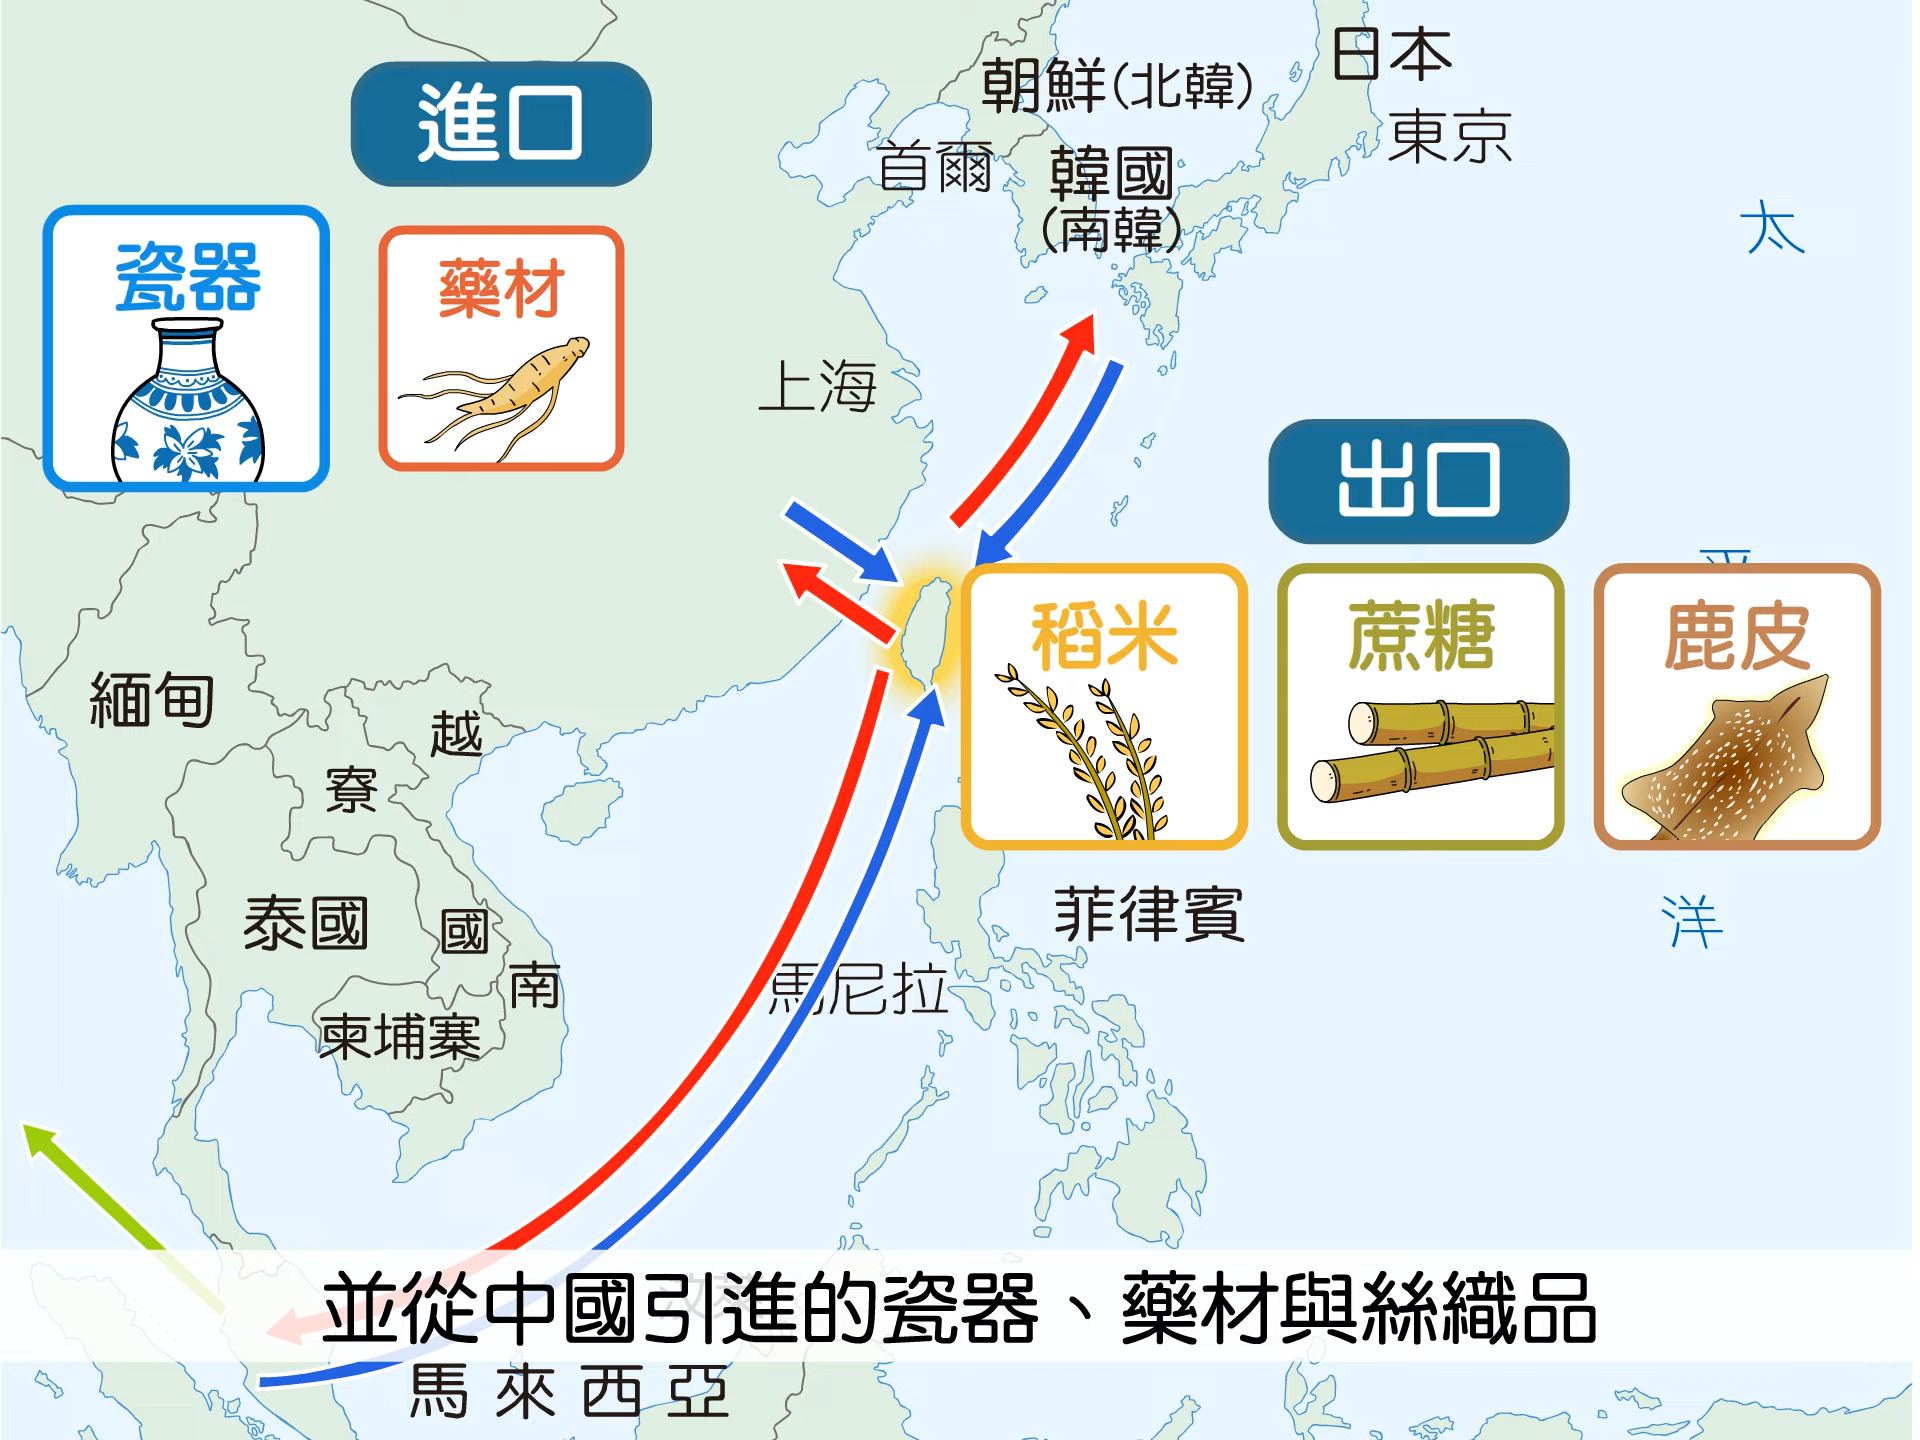 日本
朝鮮(北韓)
進口
東京
首爾
韓國
(南韓)
太
瓷器
藥材
上海
出口
平
稻米
蔗糖
鹿皮
緬甸
越
寮
泰國
國
菲律賓
洋
南
馬尼拉
柬埔寨
並從中國引進的瓷器、藥材與絲織品
馬來西亞